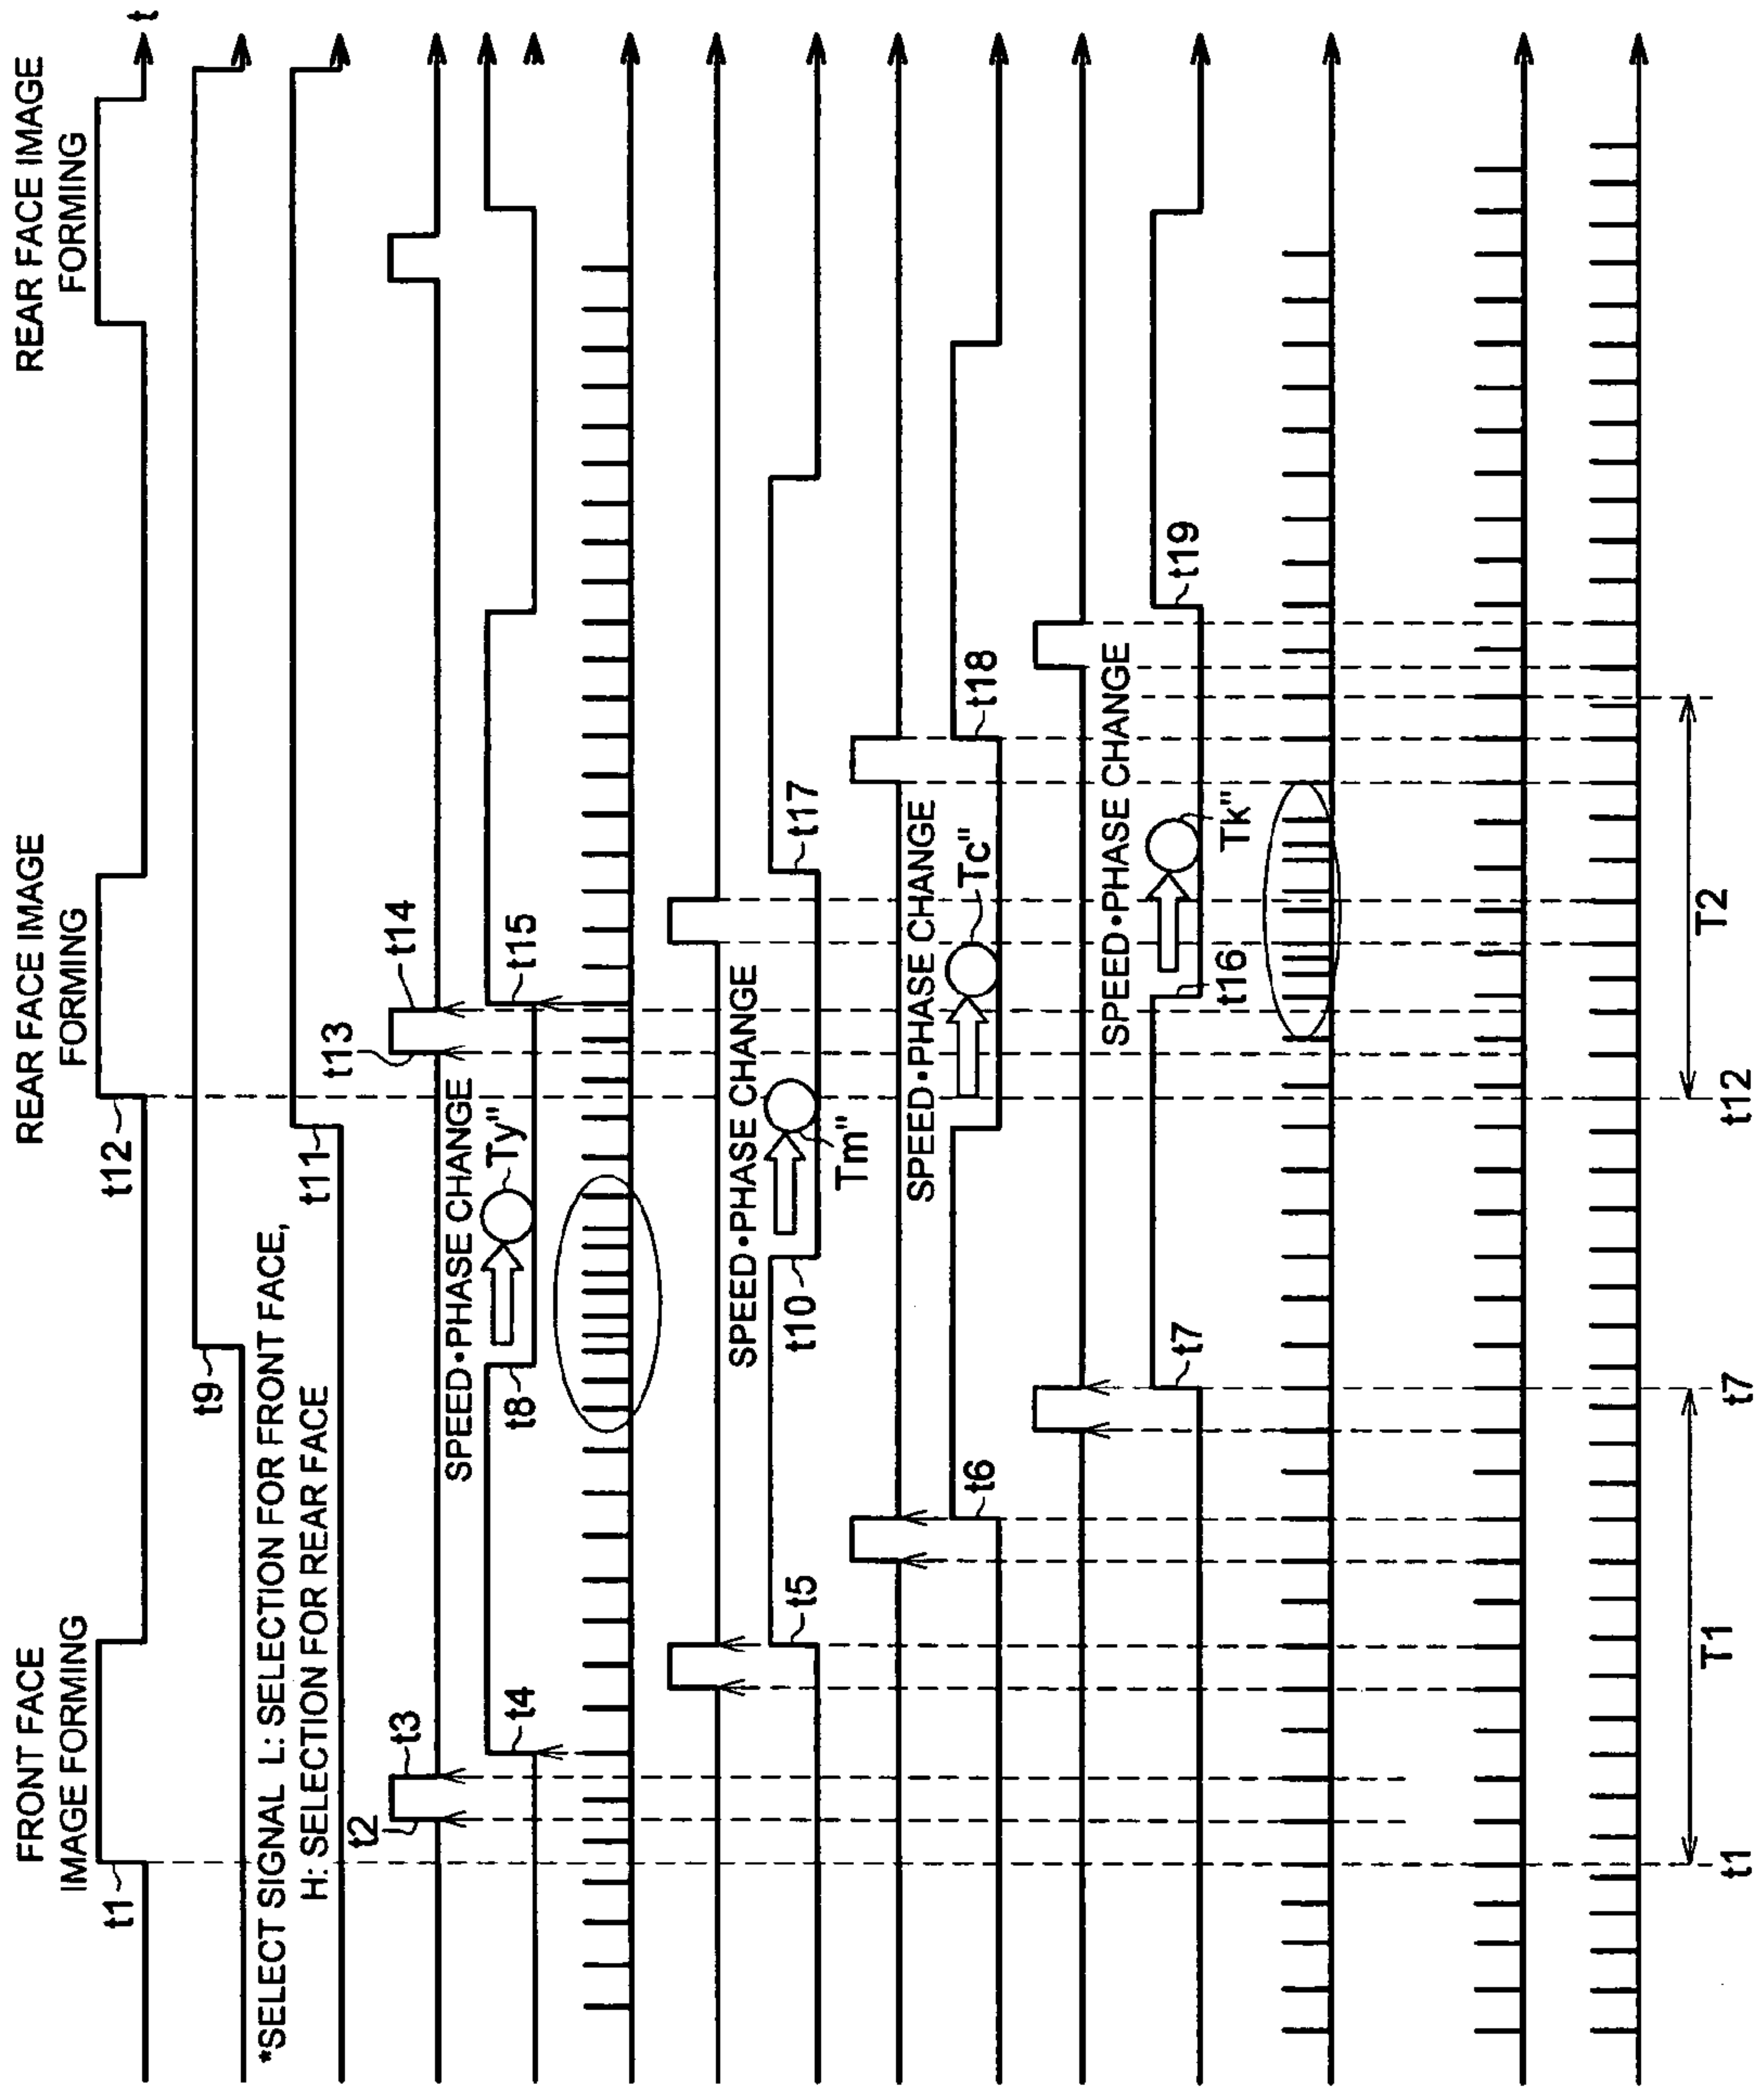 FRONT FACE
IMAGE FORMING
REAR FACE IMAGE
FORMING
REAR FACE IMAGE
FORMING
t
t1
t12
t9
*SELECT SIGNAL L: SELECTION FOR FRONT FACE,
H: SELECTION FOR REAR FACE
t11
t2
t3
t13
t14
SPEED•PHASE CHANGE
t4
t8
Ty"
t15
SPEED•PHASE CHANGE
t5
t10
Tm"
t17
SPEED•PHASE CHANGE
t6
Tc"
t18
SPEED•PHASE CHANGE
t7
t16
Tk"
t19
T1
T2
t1
t7
t12